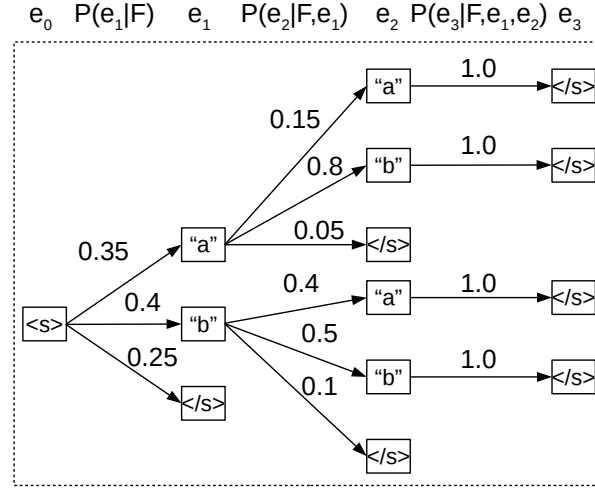 e0 P(e1|F) e1 P(e2|F,e1) e2 P(e3|F,e1,e2) e3
"a" 1.0 </s>
0.15
"b" 1.0 </s>
0.8
0.35 "a" 0.05 </s>
<s> 0.4 "b" 0.4 "a" 1.0 </s>
0.5
0.25 "b" 1.0 </s>
0.1
</s>
</s>